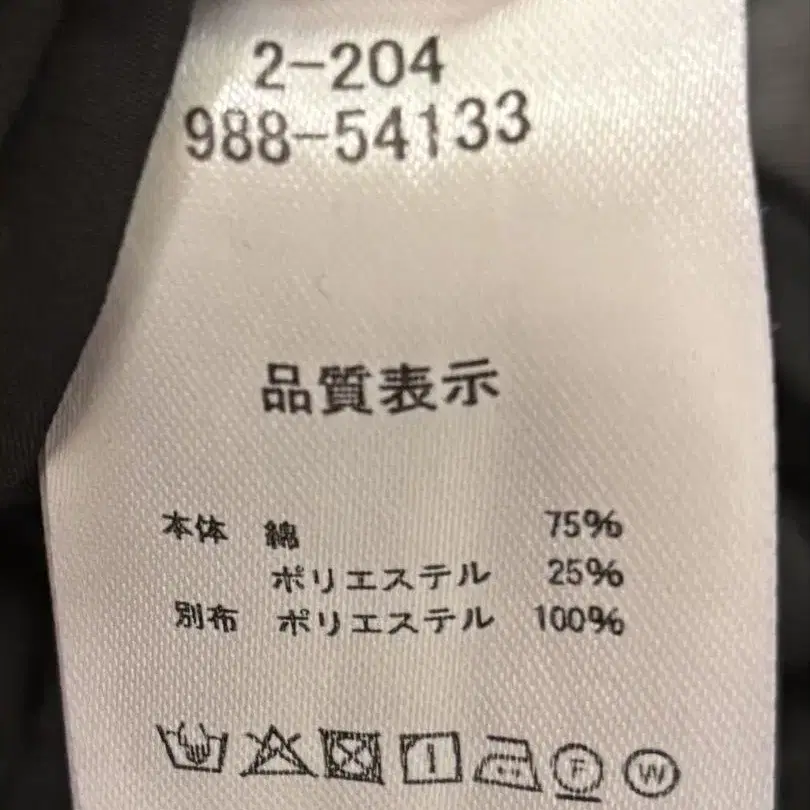 2-204
988-54133
品質表示
本体 綿 75%
ポリエステル 25%
別布 ポリエステル 100%
F W